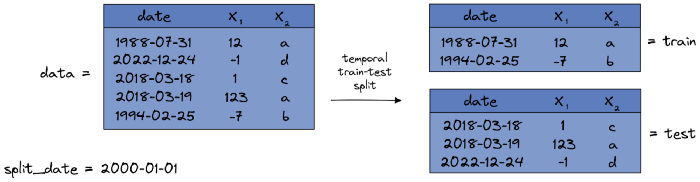 data =
date X₁ X₂
1988-07-31 12 a
2022-12-24 -1 d
2018-03-18 1 c
2018-03-19 123 a
1994-02-25 -7 b
split_date = 2000-01-01
temporal
train-test
split
date X₁ X₂
1988-07-31 12 a
1994-02-25 -7 b
= train
date X₁ X₂
2018-03-18 1 c
2018-03-19 123 a
2022-12-24 -1 d
= test